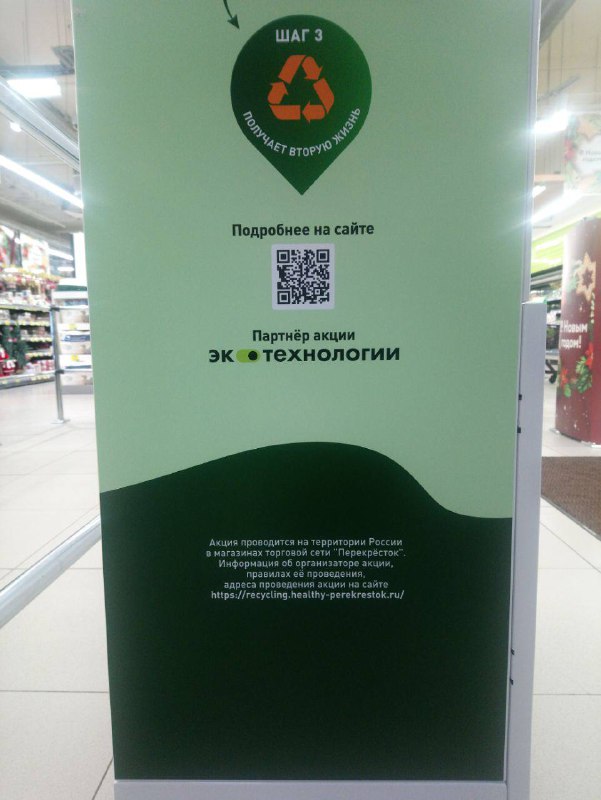 ШАГ 3
ПОЛУЧАЕТ ВТОРУЮ ЖИЗНЬ
Подробнее на сайте
Партнёр акции
ЭКОТЕХНОЛОГИИ
Акция проводится на территории России
в магазинах торговой сети "Перекрёсток".
Информация об организаторе акции,
правилах её проведения,
адреса проведения акции на сайте
https://recycling.healthy-perekrestok.ru/
Новым
годом!